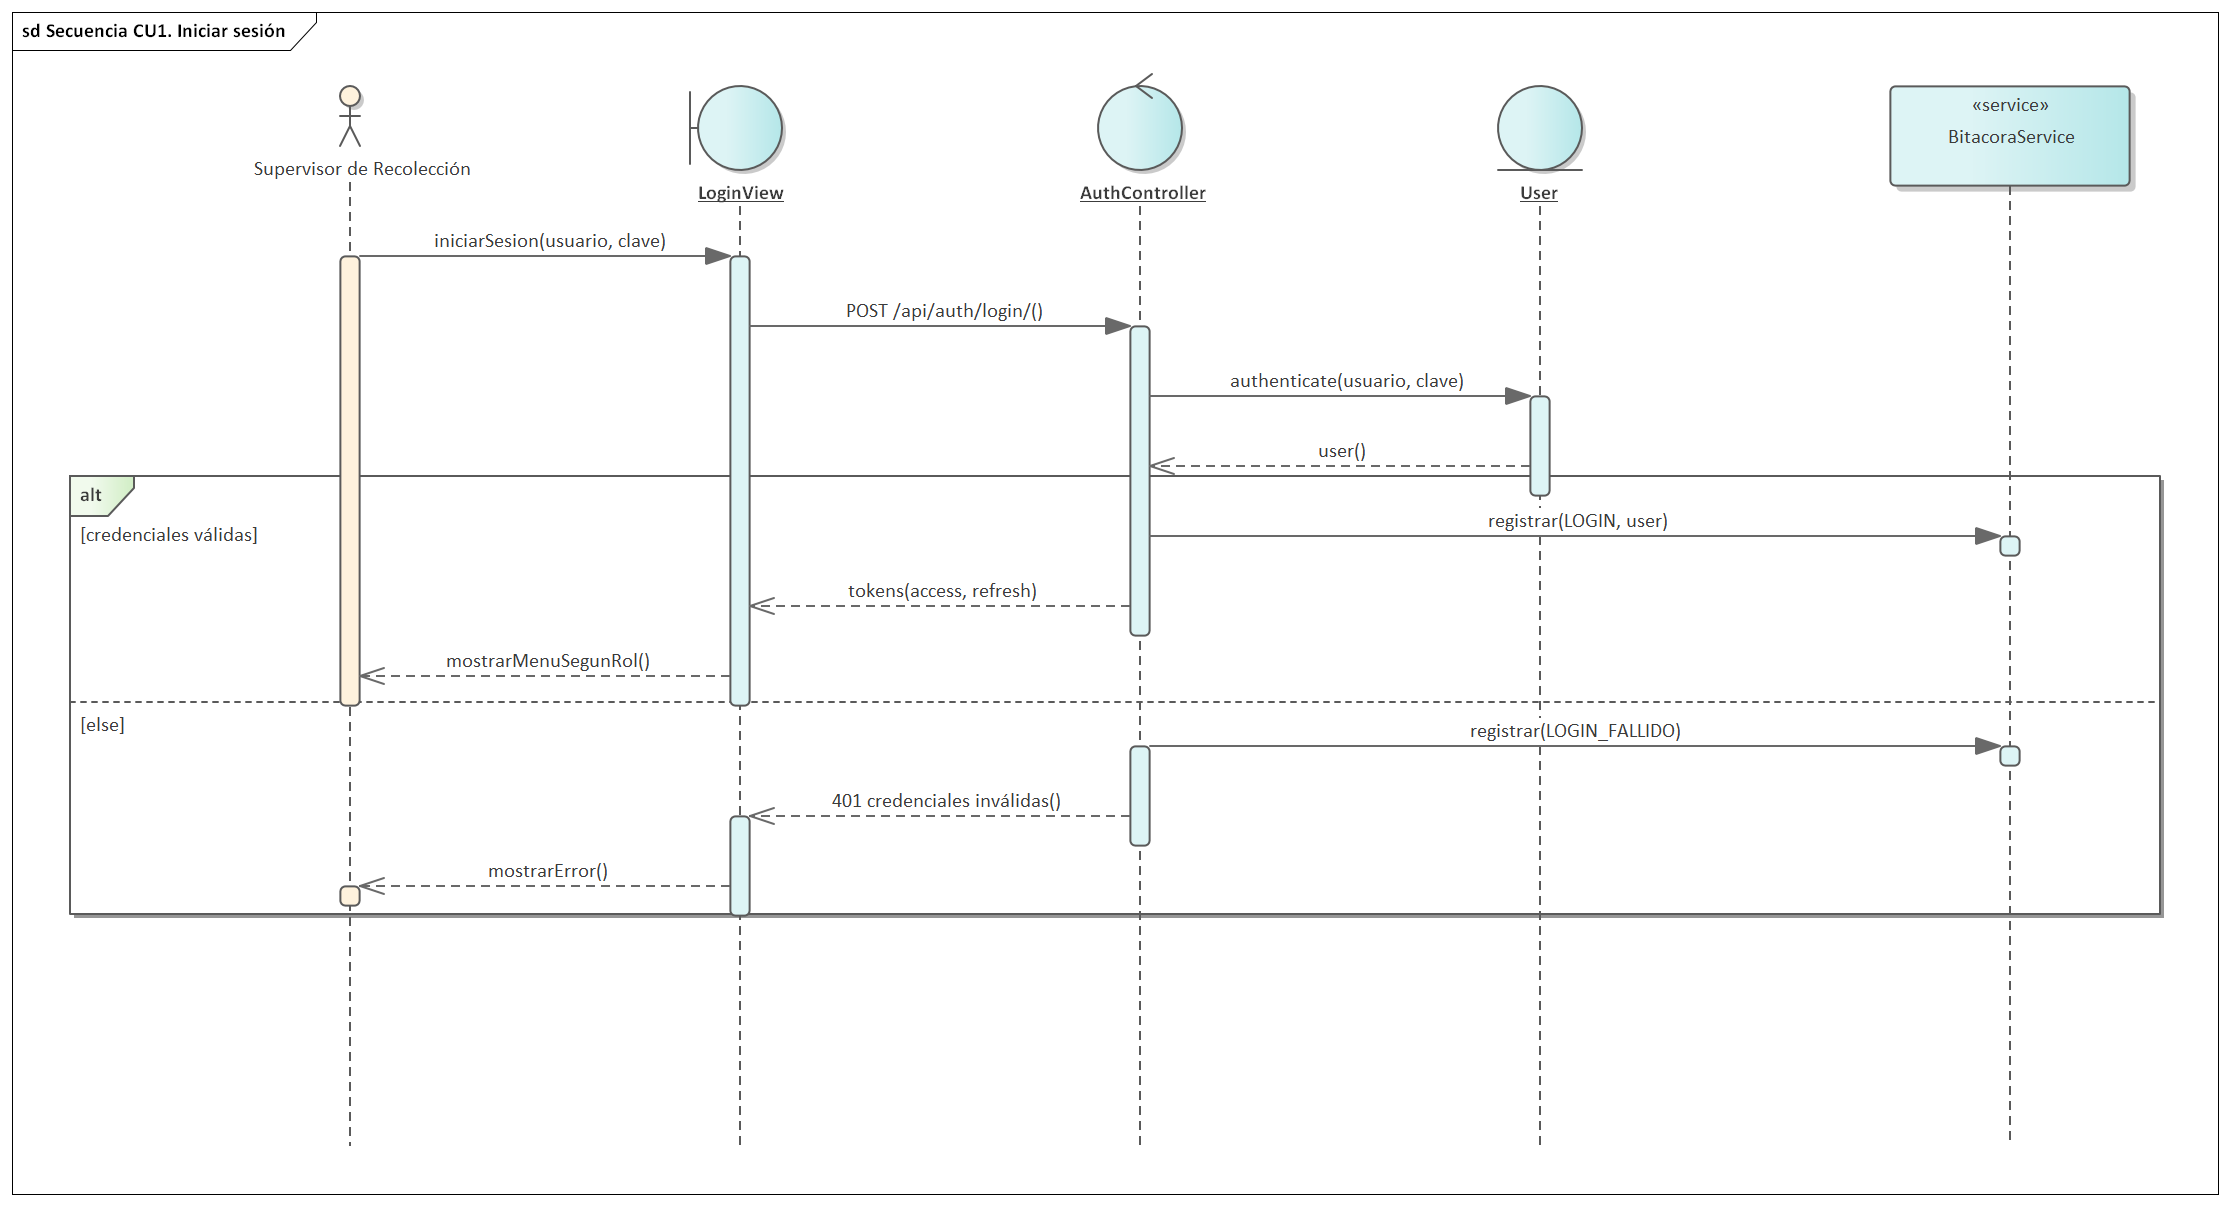 sd Secuencia CU1. Iniciar sesión
Supervisor de Recolección
LoginView
AuthController
User
«service»
BitacoraService
iniciarSesion(usuario, clave)
POST /api/auth/login/()
authenticate(usuario, clave)
user()
alt
[credenciales válidas]
registrar(LOGIN, user)
tokens(access, refresh)
mostrarMenuSegunRol()
[else]
registrar(LOGIN_FALLIDO)
401 credenciales inválidas()
mostrarError()